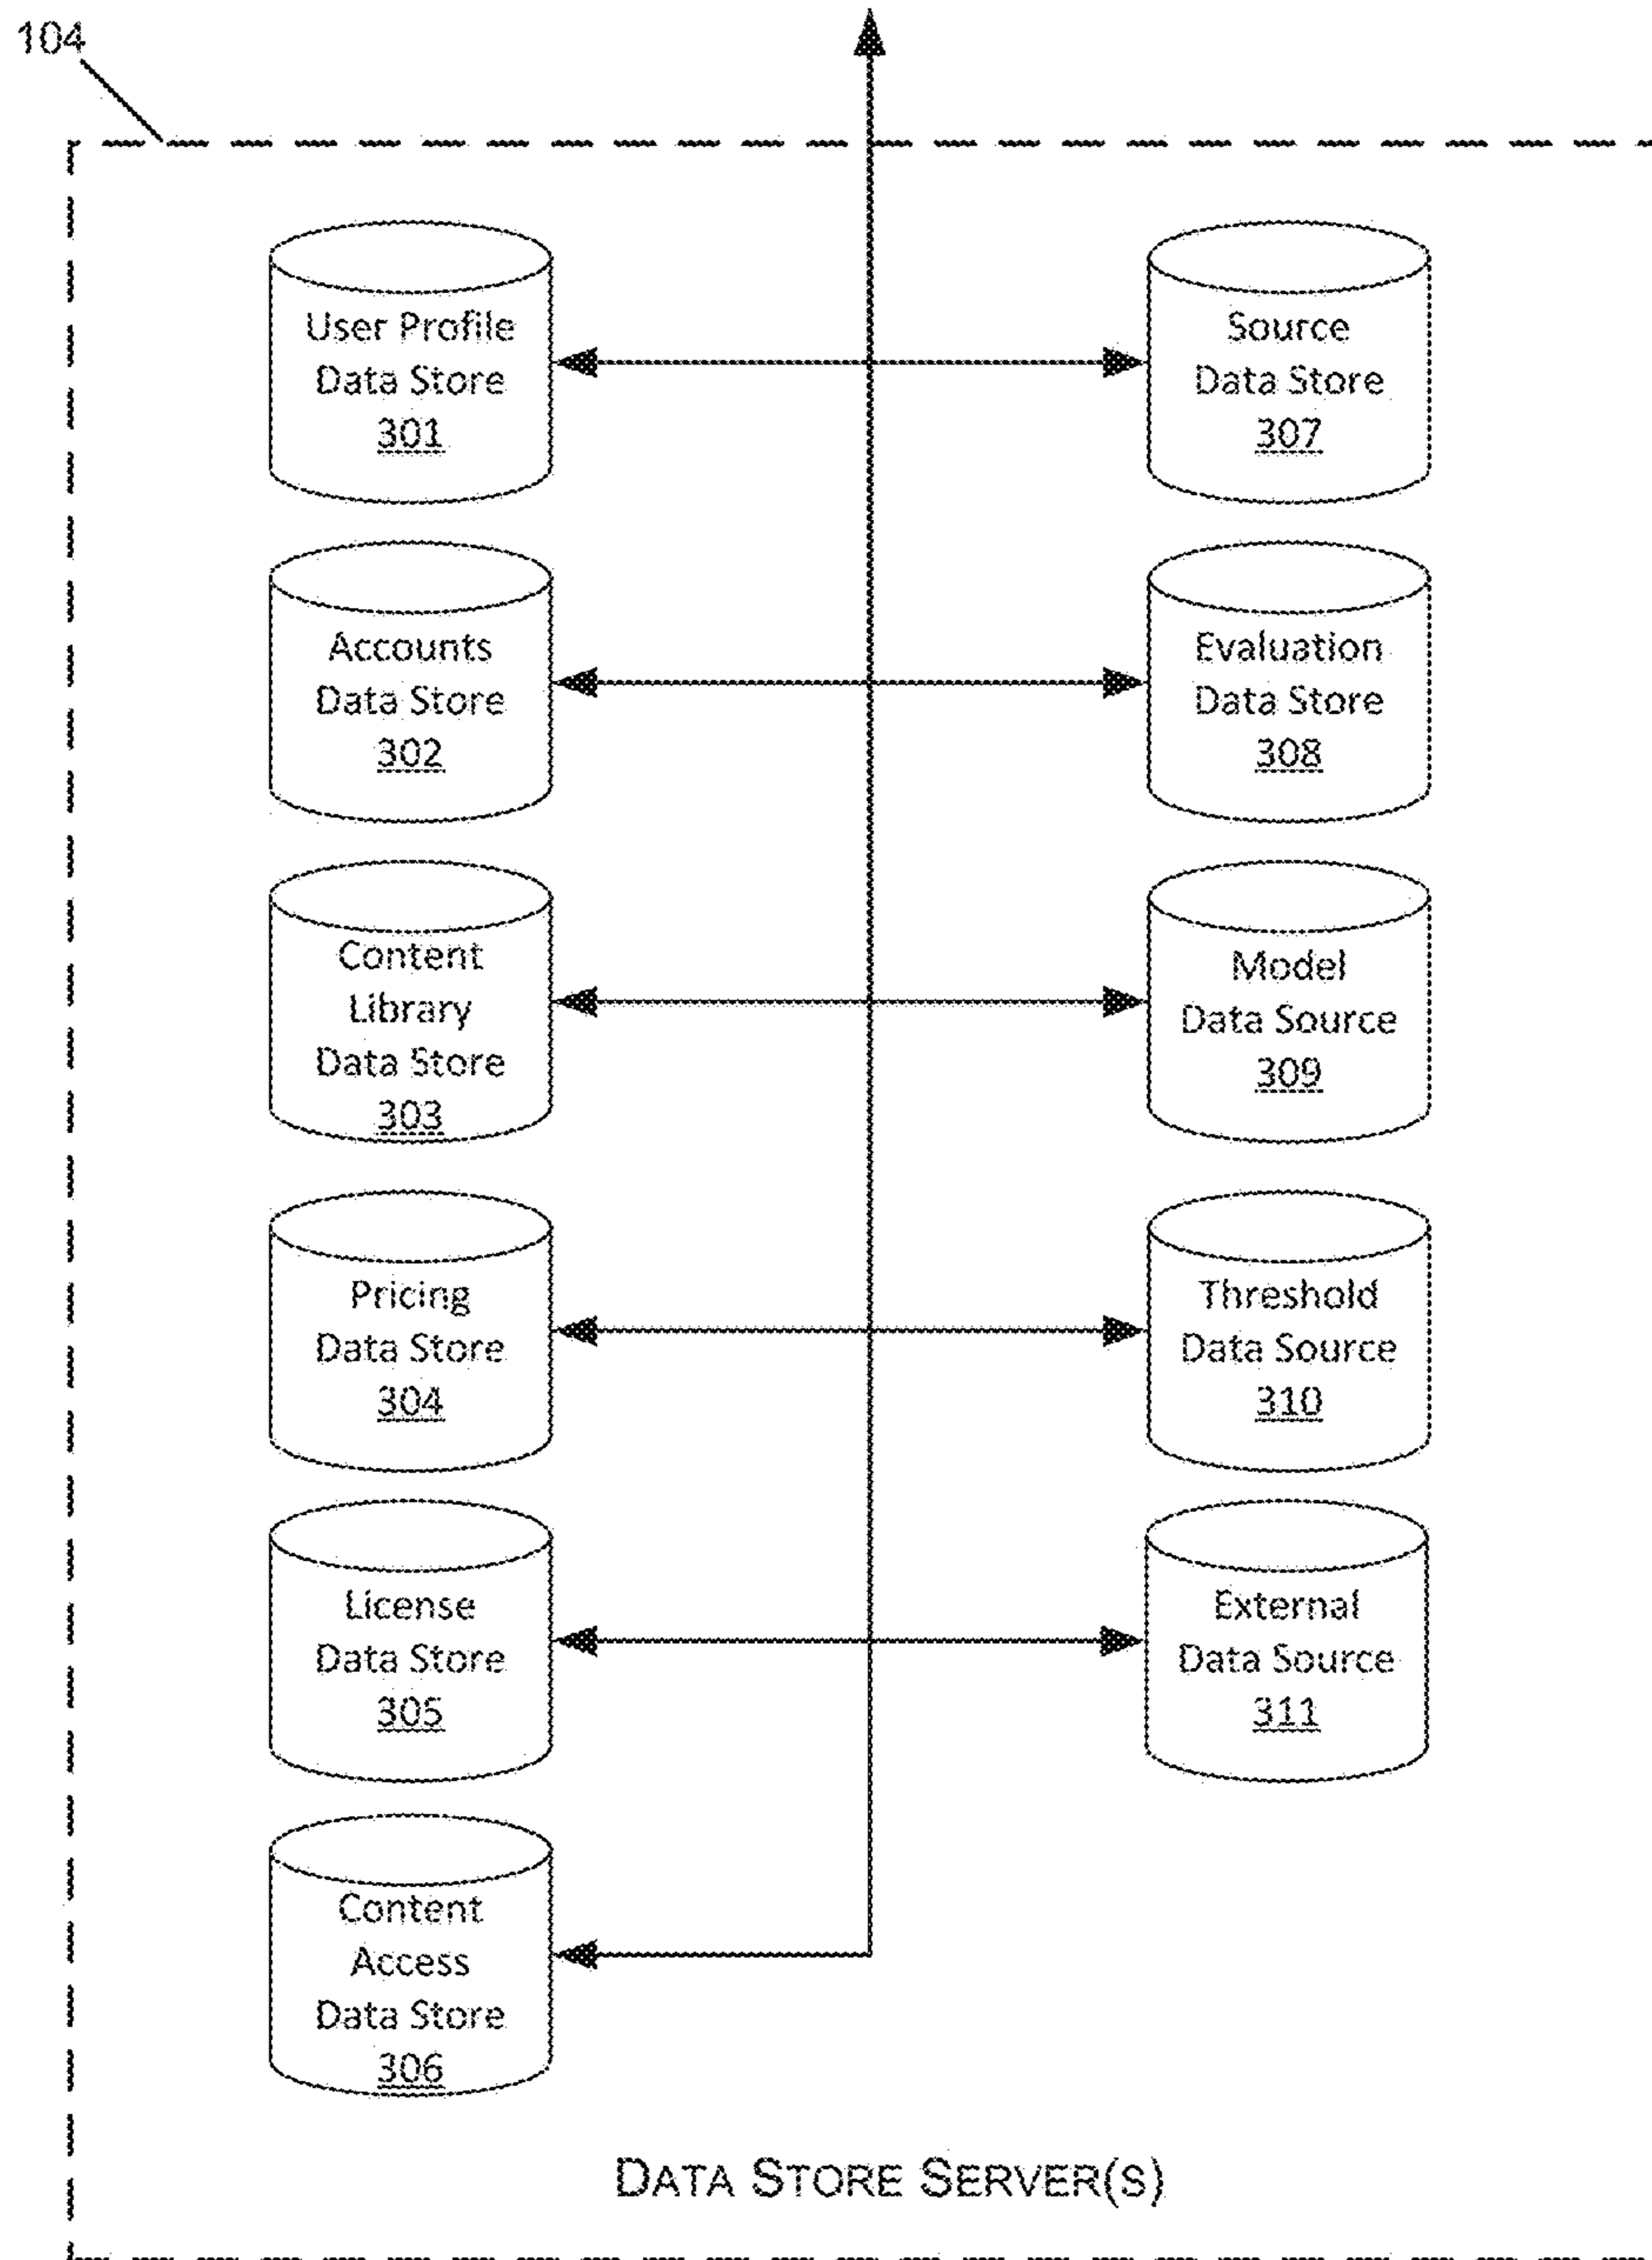 104
User Profile
Data Store
301
Source
Data Store
307
Accounts
Data Store
302
Evaluation
Data Store
308
Content
Library
Data Store
303
Model
Data Source
309
Pricing
Data Store
304
Threshold
Data Source
310
License
Data Store
305
External
Data Source
311
Content
Access
Data Store
306
DATA STORE SERVER(S)